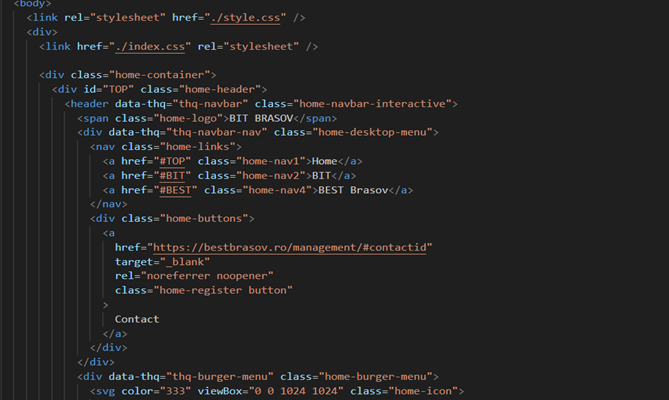 <body>
<link rel="stylesheet" href="./style.css" />
<div>
<link href="./index.css" rel="stylesheet" />
<div class="home-container">
<div id="TOP" class="home-header">
<header data-thq="thq-navbar" class="home-navbar-interactive">
<span class="home-logo">BIT BRASOV</span>
<div data-thq="thq-navbar-nav" class="home-desktop-menu">
<nav class="home-links">
<a href="#TOP" class="home-nav1">Home</a>
<a href="#BIT" class="home-nav2">BIT</a>
<a href="#BEST" class="home-nav4">BEST Brasov</a>
</nav>
<div class="home-buttons">
<a
href="https://bestbrasov.ro/management/#contactid"
target="_blank"
rel="noreferrer noopener"
class="home-register button"
>
Contact
</a>
</div>
</div>
<div data-thq="thq-burger-menu" class="home-burger-menu">
<svg color="333" viewBox="0 0 1024 1024" class="home-icon">